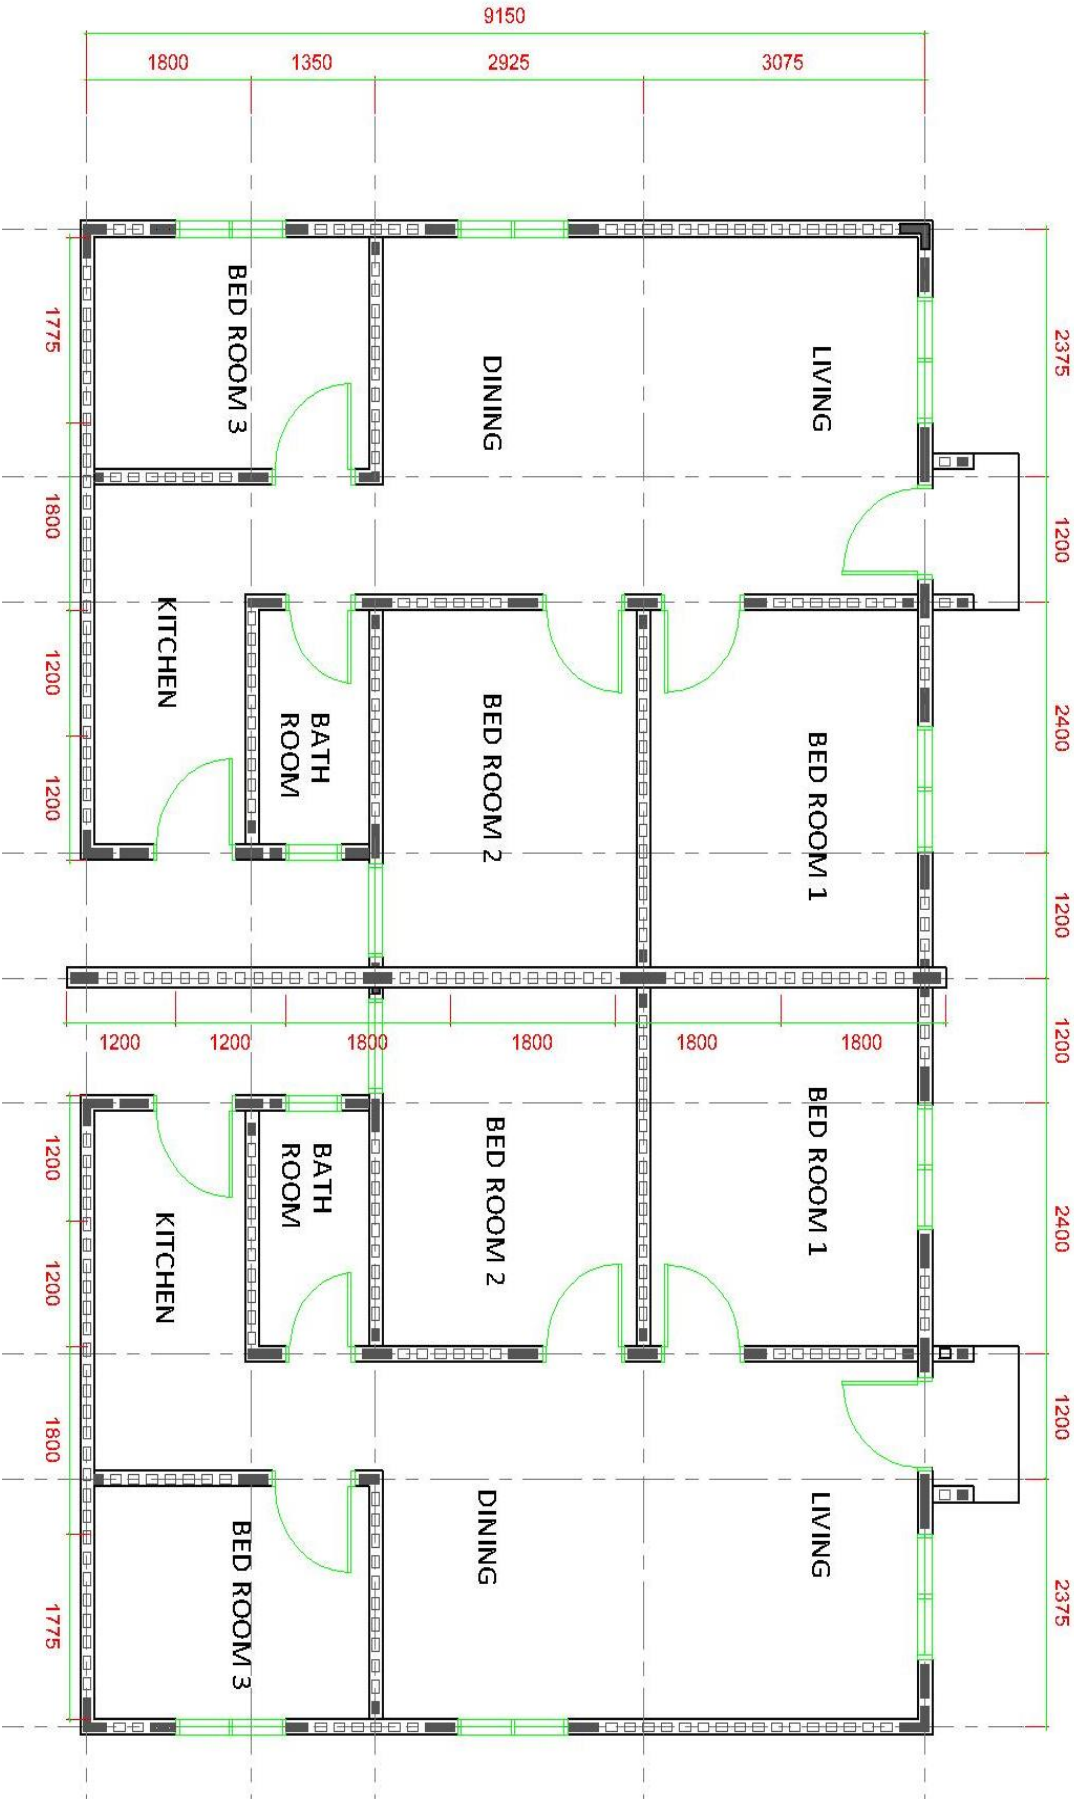 9150
1800 1350 2925 3075
2375
1200
2400
1200
1200
2400
1200
2375
1775
1800
1200
1200
1200
1200
1800
1775
1200 1200 1800 1800 1800 1800
BED ROOM 3
DINING
LIVING
KITCHEN
BATH
ROOM
BED ROOM 2
BED ROOM 1
KITCHEN
BATH
ROOM
BED ROOM 2
BED ROOM 1
BED ROOM 3
DINING
LIVING